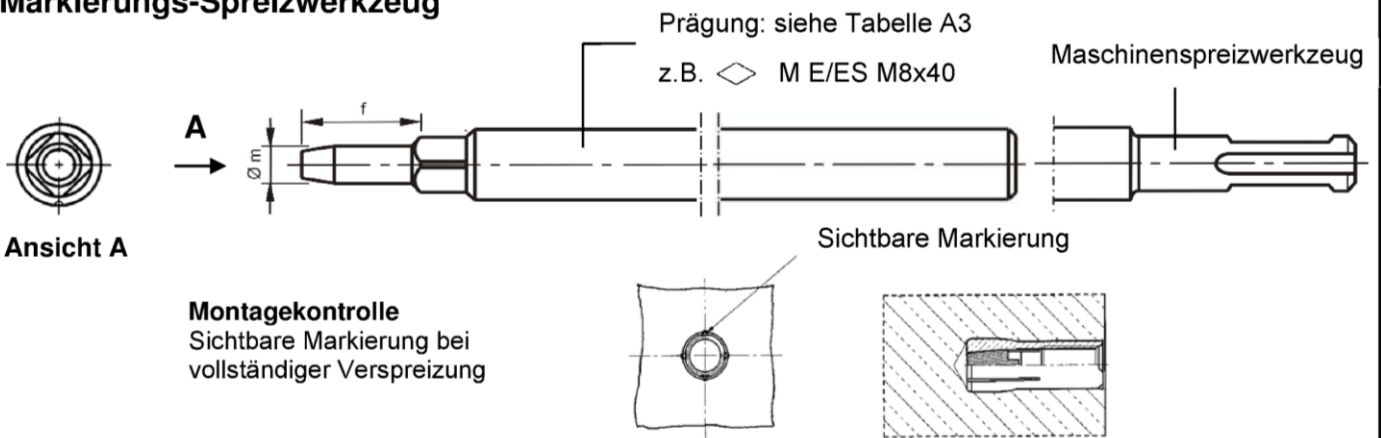 Markierungs-Spreizwerkzeug
Prägung: siehe Tabelle A3
z.B. M E/ES M8x40
Maschinenspreizwerkzeug
f
A
Ø m
Ansicht A
Sichtbare Markierung
Montagekontrolle
Sichtbare Markierung bei
vollständiger Verspreizung